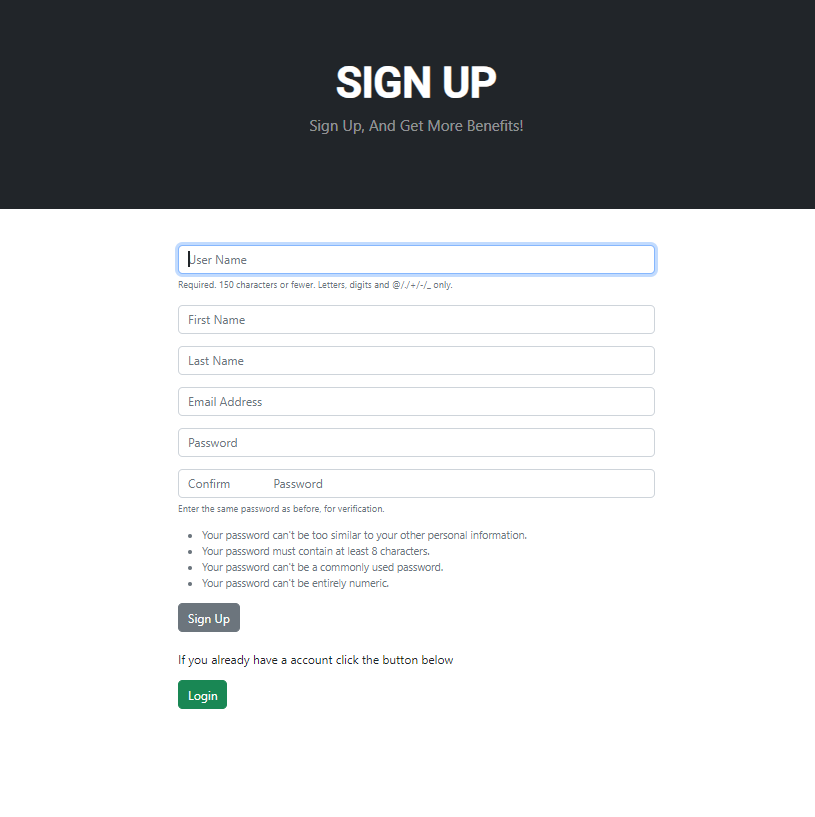 SIGN UP
Sign Up, And Get More Benefits!
User Name
Required. 150 characters or fewer. Letters, digits and @/./+/-/_ only.
First Name
Last Name
Email Address
Password
Confirm Password
Enter the same password as before, for verification.
Your password can't be too similar to your other personal information.
Your password must contain at least 8 characters.
Your password can't be a commonly used password.
Your password can't be entirely numeric.
Sign Up
If you already have a account click the button below
Login